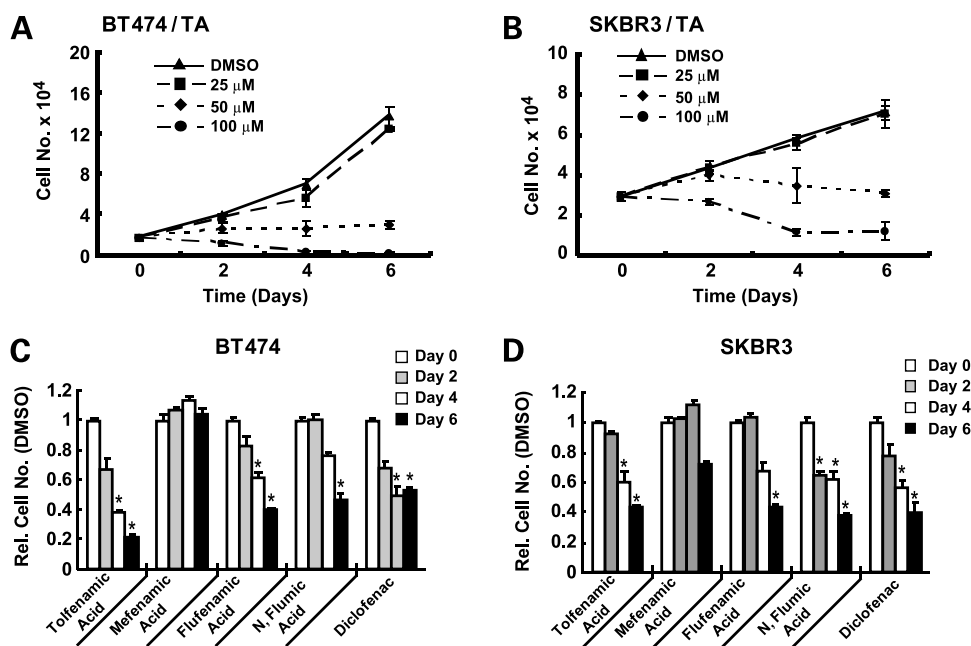 A BT474 / TA
20
16
12
8
4
0
Cell No. x 10⁴
DMSO
25 μM
50 μM
100 μM
0 2 4 6
Time (Days)
B SKBR3 / TA
10
8
6
4
2
0
Cell No. x 10⁴
DMSO
25 μM
50 μM
100 μM
0 2 4 6
Time (Days)
C BT474
Day 0
Day 2
Day 4
Day 6
1.2
1
0.8
0.6
0.4
0.2
0
Rel. Cell No. (DMSO)
* * * * * * *
Tolfenamic
Acid
Mefenamic
Acid
Flufenamic
Acid
N, Flumic
Acid
Diclofenac
D SKBR3
Day 0
Day 2
Day 4
Day 6
1.2
1
0.8
0.6
0.4
0.2
0
Rel. Cell No. (DMSO)
* * * * * * * *
Tolfenamic
Acid
Mefenamic
Acid
Flufenamic
Acid
N, Flumic
Acid
Diclofenac